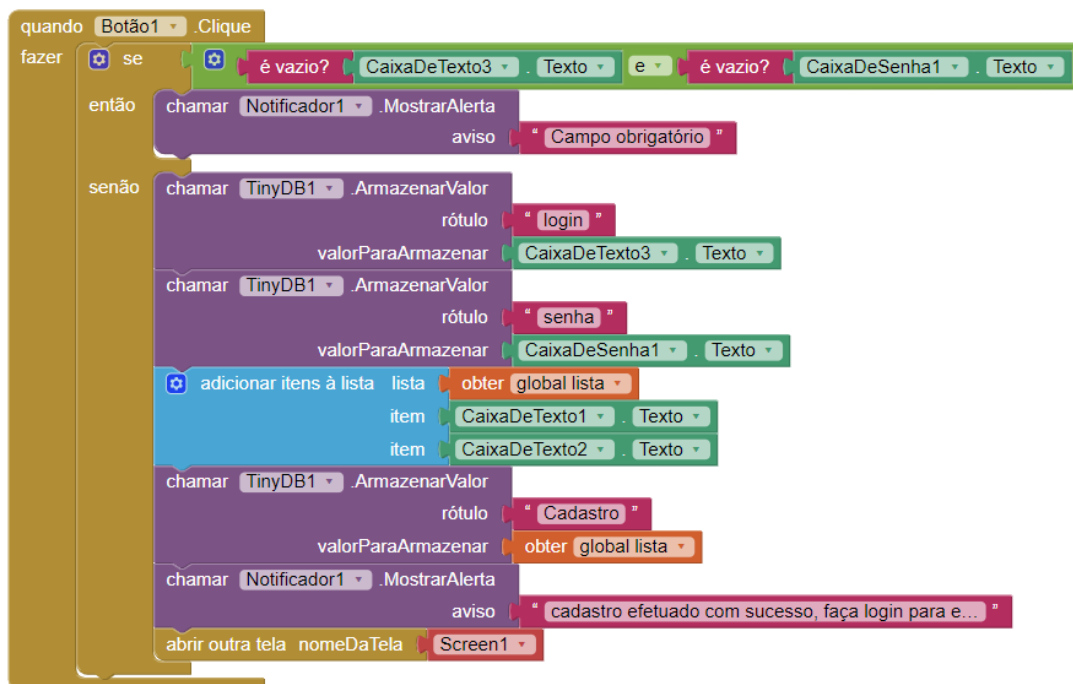 quando Botão1 .Clique
fazer se é vazio? CaixaDeTexto3 . Texto e é vazio? CaixaDeSenha1 . Texto
então chamar Notificador1 .MostrarAlerta
aviso " Campo obrigatório "
senão chamar TinyDB1 .ArmazenarValor
rótulo " login "
valorParaArmazenar CaixaDeTexto3 . Texto
chamar TinyDB1 .ArmazenarValor
rótulo " senha "
valorParaArmazenar CaixaDeSenha1 . Texto
adicionar itens à lista lista obter global lista
item CaixaDeTexto1 . Texto
item CaixaDeTexto2 . Texto
chamar TinyDB1 .ArmazenarValor
rótulo " Cadastro "
valorParaArmazenar obter global lista
chamar Notificador1 .MostrarAlerta
aviso " cadastro efetuado com sucesso, faça login para e... "
abrir outra tela nomeDaTela Screen1